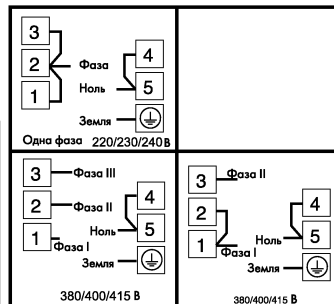 3
2
1
Фаза
Ноль
4
5
Земля
Одна фаза 220/230/240 В
3
Фаза III
2
Фаза II
1
Фаза I
4
Ноль
5
Земля
380/400/415 В
3
Фаза II
2
1
Фаза I
4
Ноль
5
Земля
380/400/415 В